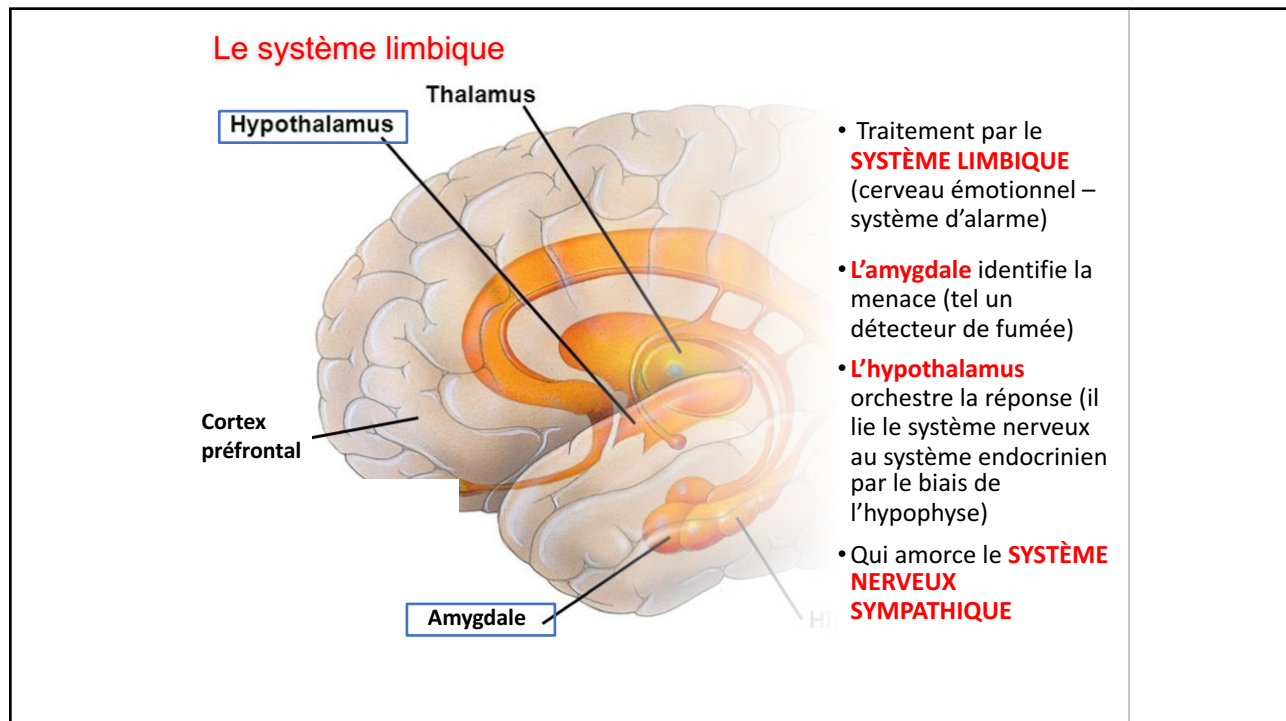 Le système limbique
Thalamus
Hypothalamus
Cortex
préfrontal
Amygdale
• Traitement par le
SYSTÈME LIMBIQUE
(cerveau émotionnel –
système d’alarme)
• L’amygdale identifie la
menace (tel un
détecteur de fumée)
• L’hypothalamus
orchestre la réponse (il
lie le système nerveux
au système endocrinien
par le biais de
l’hypophyse)
• Qui amorce le SYSTÈME
NERVEUX
SYMPATHIQUE